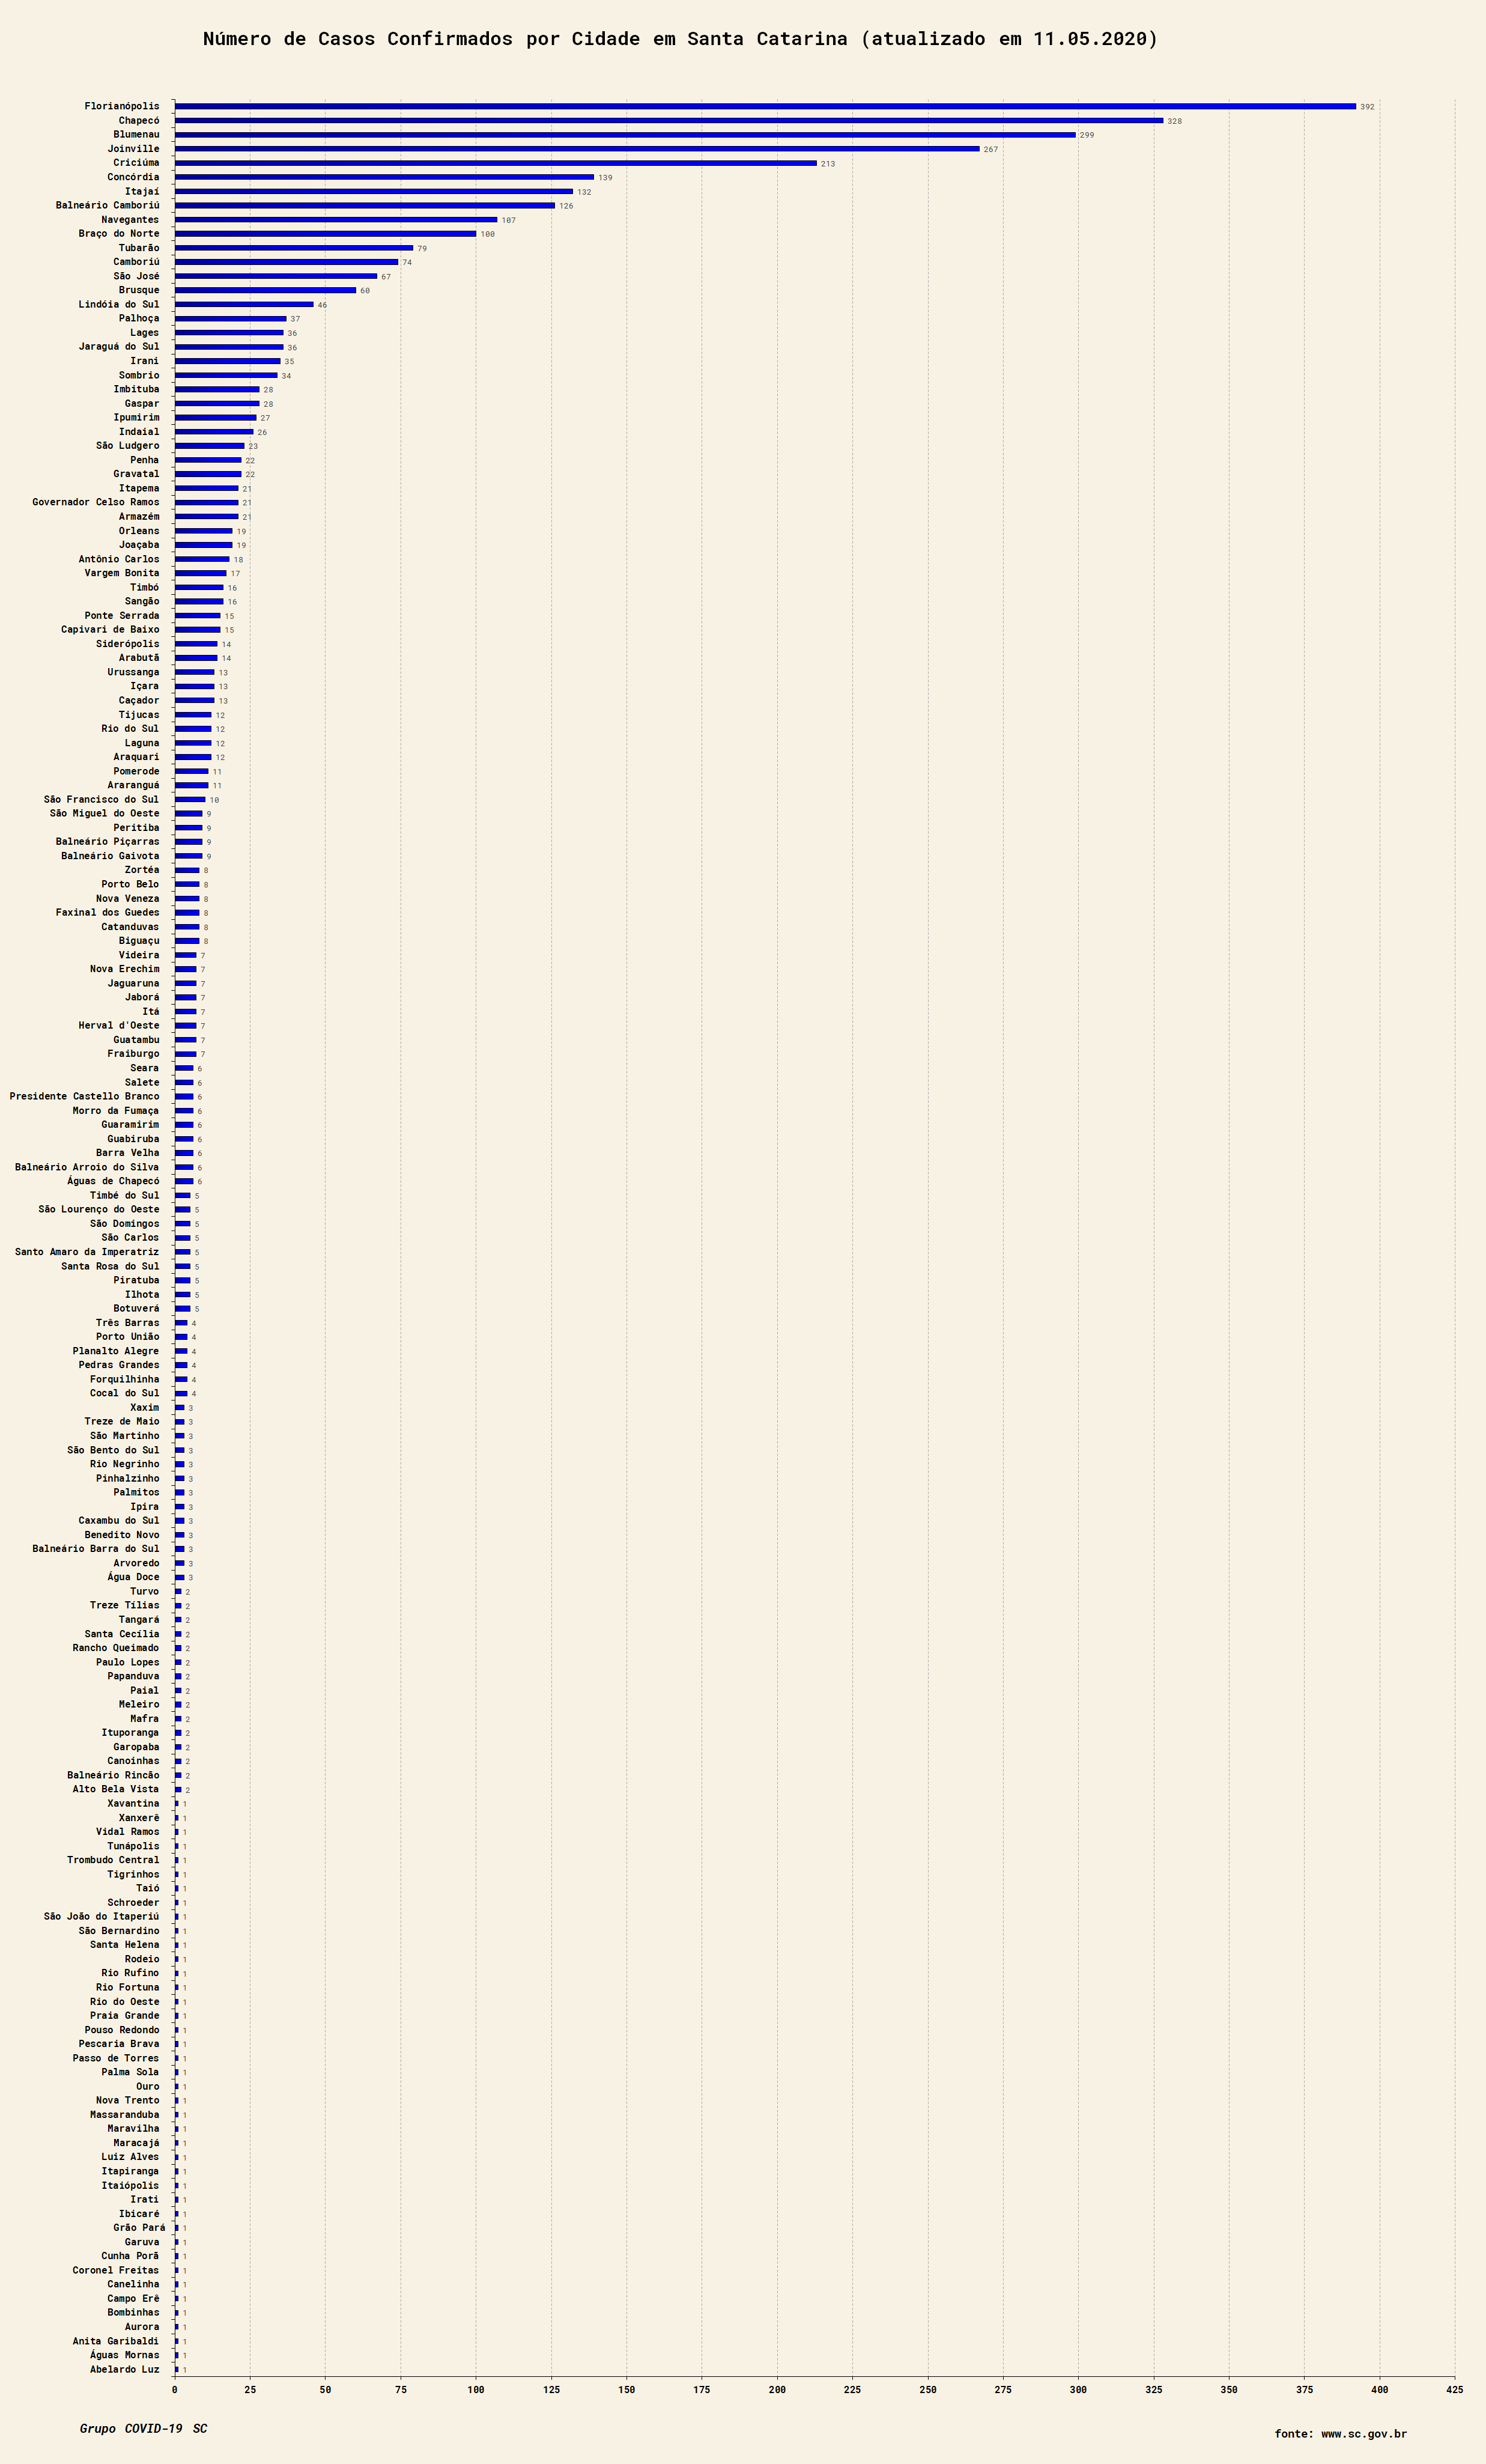 Número de Casos Confirmados por Cidade em Santa Catarina (atualizado em 11.05.2020)
Florianópolis 392
Chapecó 328
Blumenau 299
Joinville 267
Criciúma 213
Concórdia 139
Itajaí 132
Balneário Camboriú 126
Navegantes 107
Braço do Norte 100
Tubarão 79
Camboriú 74
São José 67
Brusque 60
Lindóia do Sul 46
Palhoça 37
Lages 36
Jaraguá do Sul 36
Irani 35
Sombrio 34
Imbituba 28
Gaspar 28
Ipumirim 27
Indaial 26
São Ludgero 23
Penha 22
Gravatal 22
Itapema 21
Governador Celso Ramos 21
Armazém 21
Orleans 19
Joaçaba 19
Antônio Carlos 18
Vargem Bonita 17
Timbó 16
Sangão 16
Ponte Serrada 15
Capivari de Baixo 15
Siderópolis 14
Arabutã 14
Urussanga 13
Içara 13
Caçador 13
Tijucas 12
Rio do Sul 12
Laguna 12
Araquari 12
Pomerode 11
Araranguá 11
São Francisco do Sul 10
São Miguel do Oeste 9
Peritiba 9
Balneário Piçarras 9
Balneário Gaivota 9
Zortéa 8
Porto Belo 8
Nova Veneza 8
Faxinal dos Guedes 8
Catanduvas 8
Biguaçu 8
Videira 7
Nova Erechim 7
Jaguaruna 7
Jaborá 7
Itá 7
Herval d'Oeste 7
Guatambu 7
Fraiburgo 7
Seara 6
Salete 6
Presidente Castello Branco 6
Morro da Fumaça 6
Guaramirim 6
Guabiruba 6
Barra Velha 6
Balneário Arroio do Silva 6
Águas de Chapecó 6
Timbé do Sul 5
São Lourenço do Oeste 5
São Domingos 5
São Carlos 5
Santo Amaro da Imperatriz 5
Santa Rosa do Sul 5
Piratuba 5
Ilhota 5
Botuverá 5
Três Barras 4
Porto União 4
Planalto Alegre 4
Pedras Grandes 4
Forquilhinha 4
Cocal do Sul 4
Xaxim 3
Treze de Maio 3
São Martinho 3
São Bento do Sul 3
Rio Negrinho 3
Pinhalzinho 3
Palmitos 3
Ipira 3
Caxambu do Sul 3
Benedito Novo 3
Balneário Barra do Sul 3
Arvoredo 3
Água Doce 3
Turvo 2
Treze Tílias 2
Tangará 2
Santa Cecília 2
Rancho Queimado 2
Paulo Lopes 2
Papanduva 2
Paial 2
Meleiro 2
Mafra 2
Ituporanga 2
Garopaba 2
Canoinhas 2
Balneário Rincão 2
Alto Bela Vista 2
Xavantina 1
Xanxerê 1
Vidal Ramos 1
Tunápolis 1
Trombudo Central 1
Tigrinhos 1
Taió 1
Schroeder 1
São João do Itaperiú 1
São Bernardino 1
Santa Helena 1
Rodeio 1
Rio Rufino 1
Rio Fortuna 1
Rio do Oeste 1
Praia Grande 1
Pouso Redondo 1
Pescaria Brava 1
Passo de Torres 1
Palma Sola 1
Ouro 1
Nova Trento 1
Massaranduba 1
Maravilha 1
Maracajá 1
Luiz Alves 1
Itapiranga 1
Itaiópolis 1
Irati 1
Ibicaré 1
Grão Pará 1
Garuva 1
Cunha Porã 1
Coronel Freitas 1
Canelinha 1
Campo Erê 1
Bombinhas 1
Aurora 1
Anita Garibaldi 1
Águas Mornas 1
Abelardo Luz 1
0 25 50 75 100 125 150 175 200 225 250 275 300 325 350 375 400 425
Grupo COVID-19 SC
fonte: www.sc.gov.br